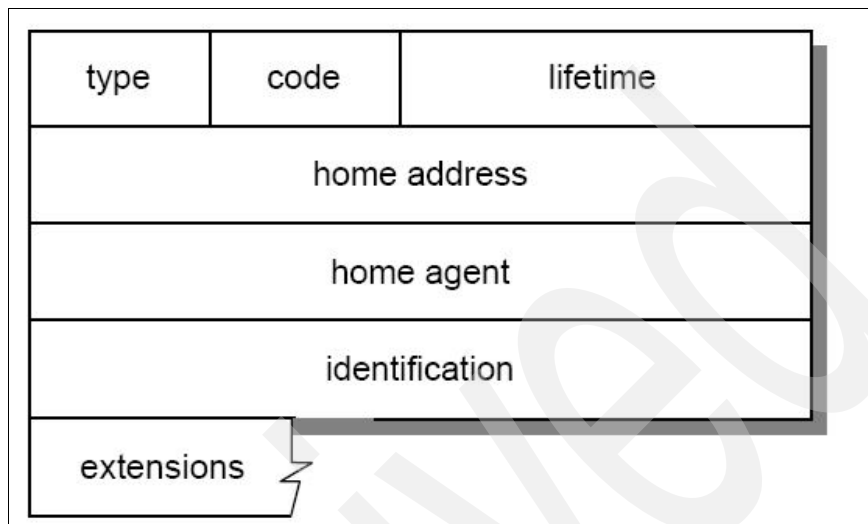 type code lifetime
home address
home agent
identification
extensions